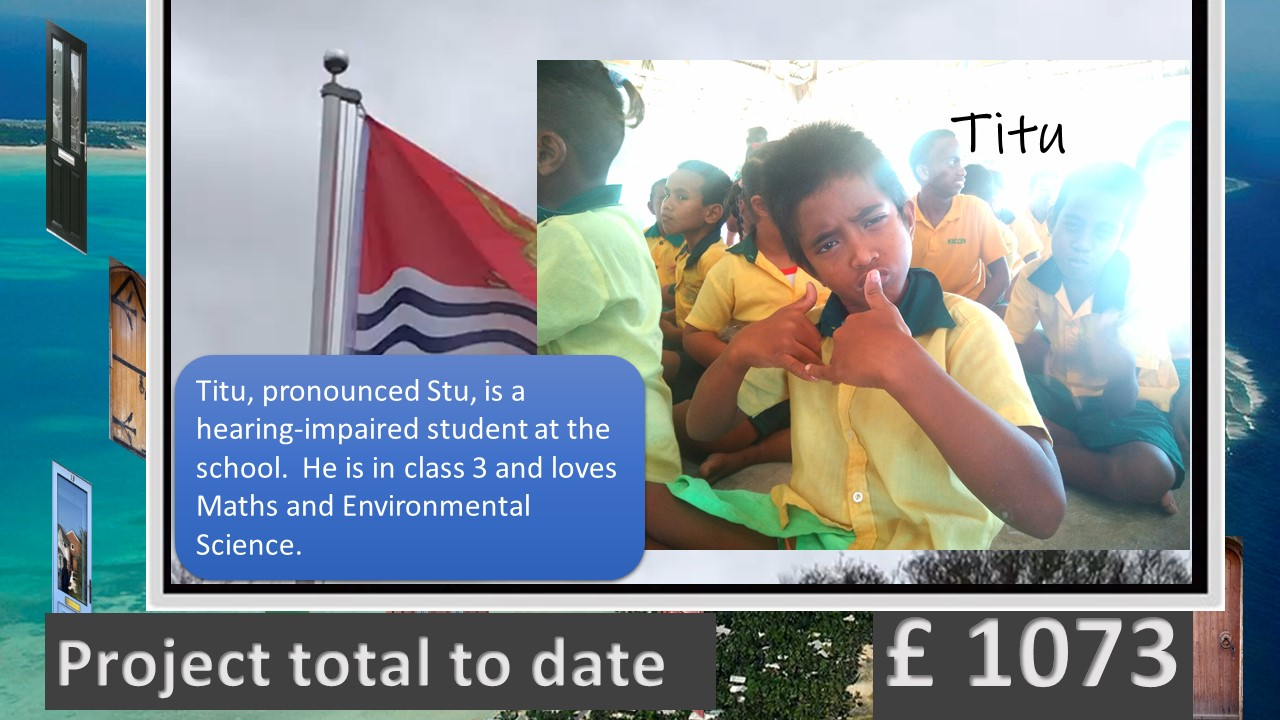 Titu
Titu, pronounced Stu, is a
hearing-impaired student at the
school.  He is in class 3 and loves
Maths and Environmental
Science.
Project total to date
£ 1073